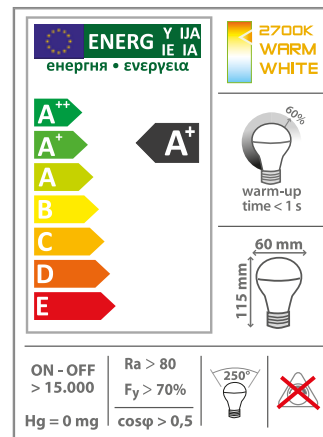 ENERG Y IJA
IE IA
енергия • ενεργεια
A++
A+
A
B
C
D
E
A+
2700K
WARM
WHITE
60%
warm-up
time < 1 s
60 mm
115 mm
ON - OFF
> 15.000
Hg = 0 mg
Ra > 80
Fy > 70%
cosφ > 0,5
250°